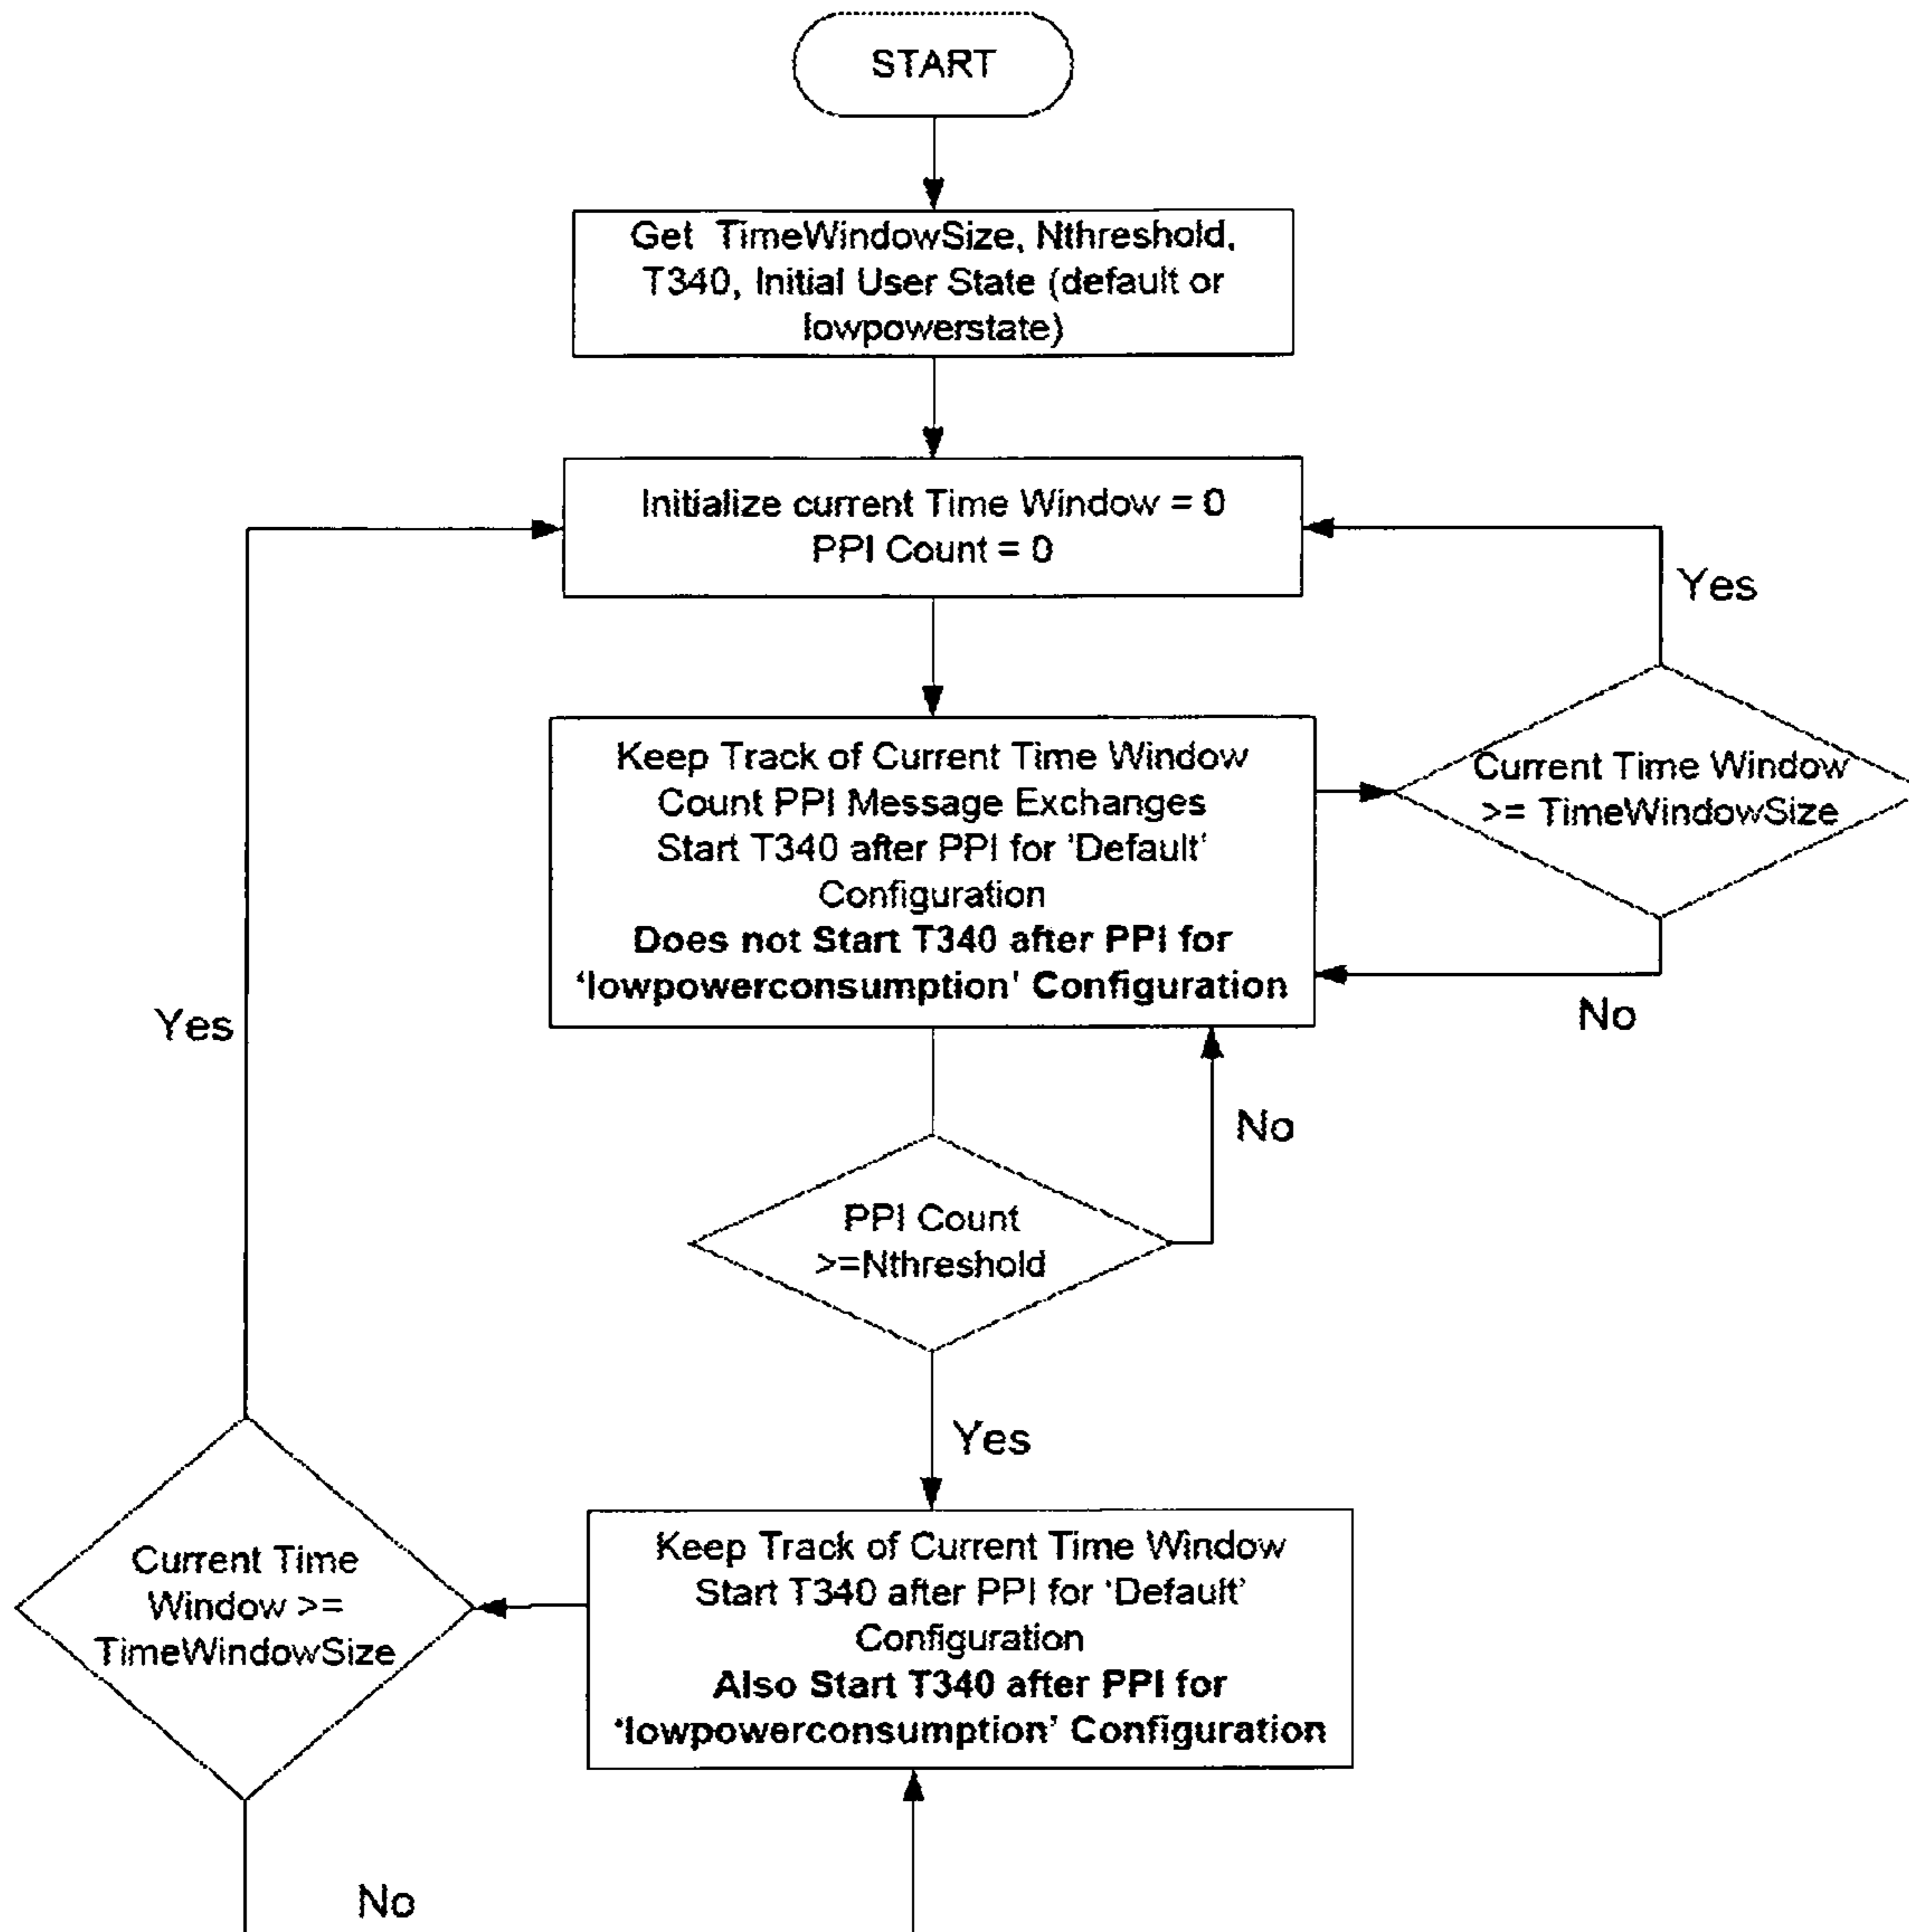 START
Get TimeWindowSize, Nthreshold,
T340, Initial User State (default or
lowpowerstate)
Initialize current Time Window = 0
PPI Count = 0
Yes
Keep Track of Current Time Window
Count PPI Message Exchanges
Start T340 after PPI for 'Default'
Configuration
Does not Start T340 after PPI for
'lowpowerconsumption' Configuration
Current Time Window
>= TimeWindowSize
No
Yes
No
PPI Count
>=Nthreshold
Yes
Current Time
Window >=
TimeWindowSize
Keep Track of Current Time Window
Start T340 after PPI for 'Default'
Configuration
Also Start T340 after PPI for
'lowpowerconsumption' Configuration
No